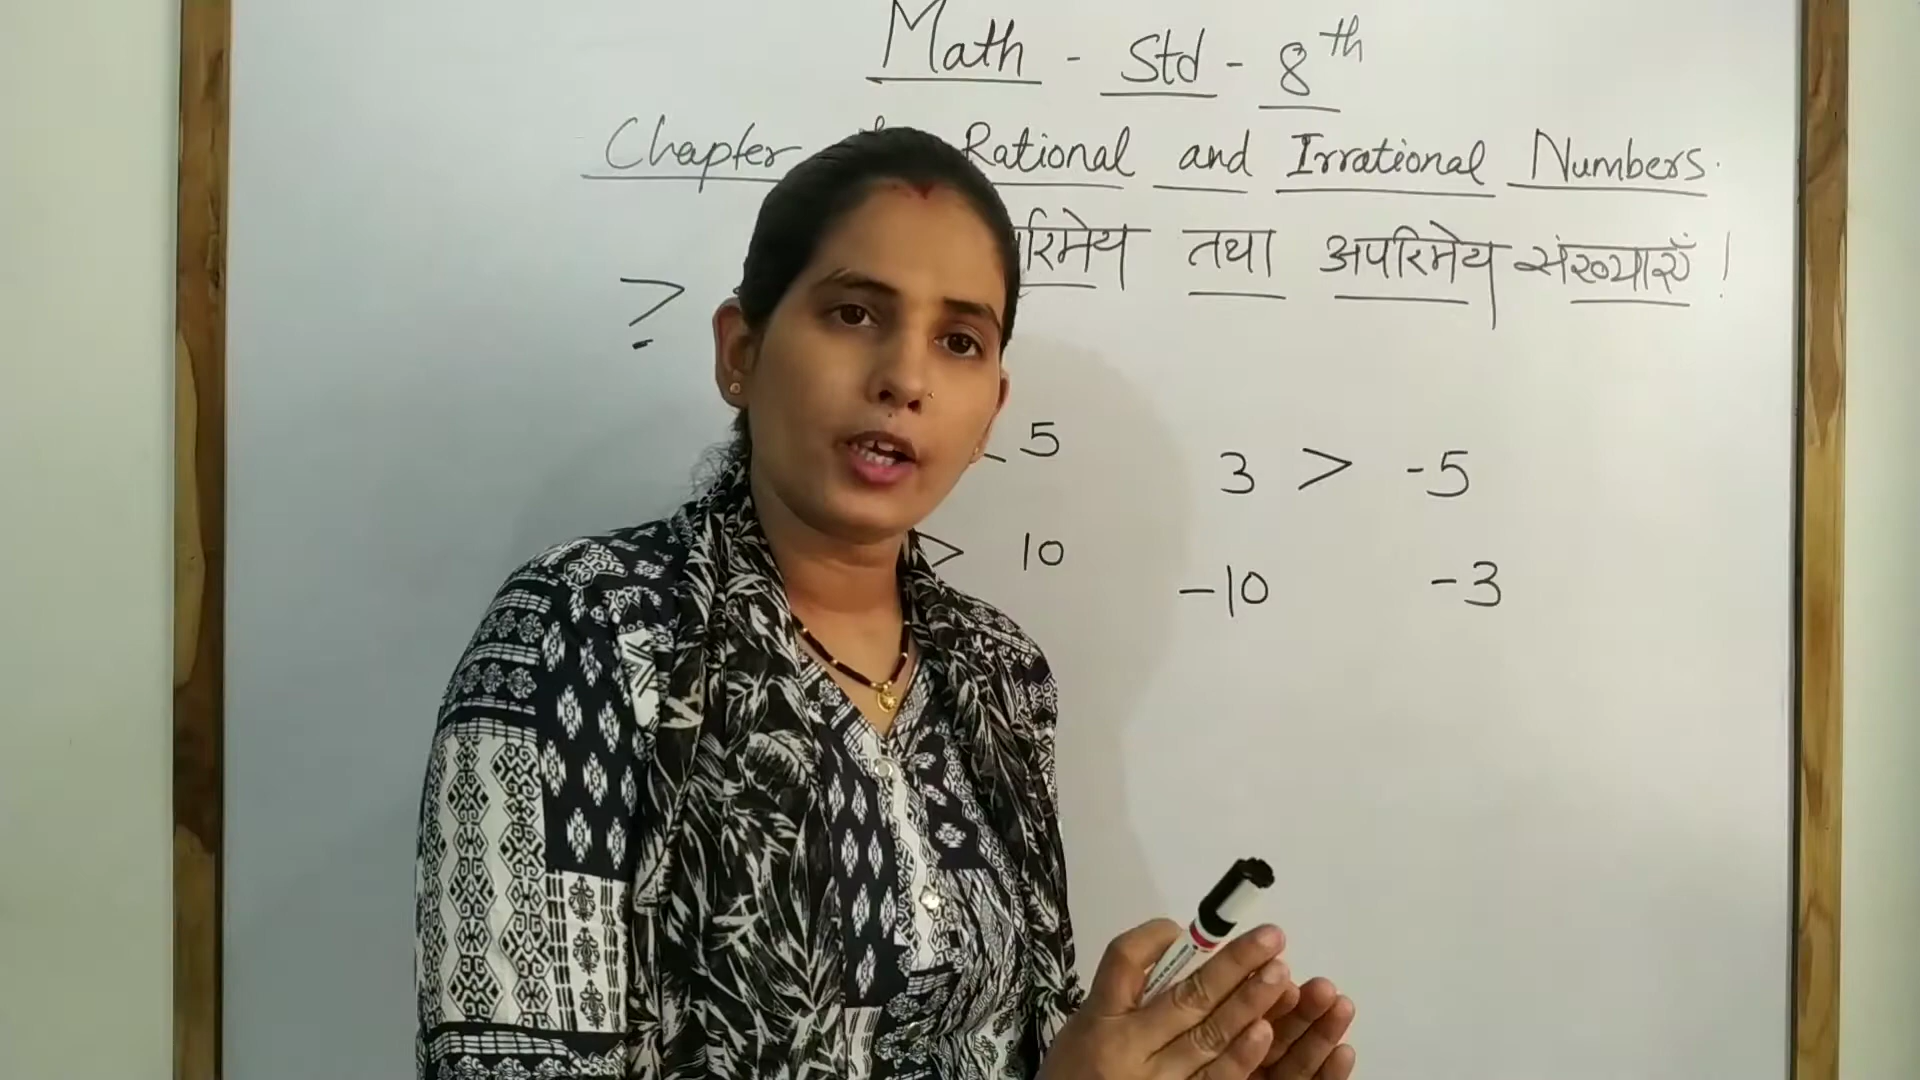 Math - Std - 8th
Chapter Rational and Irrational Numbers.
तथा अपरिमेय संख्याएँ !
>
5
3 > -5
> 10
-10 -3